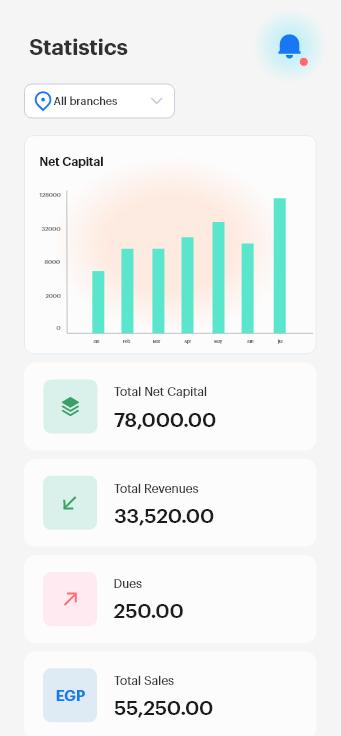 Statistics
All branches
Net Capital
128000
32000
8000
2000
0
Jan
Feb
Mar
Apr
May
Jun
Jul
Total Net Capital
78,000.00
Total Revenues
33,520.00
Dues
250.00
EGP
Total Sales
55,250.00